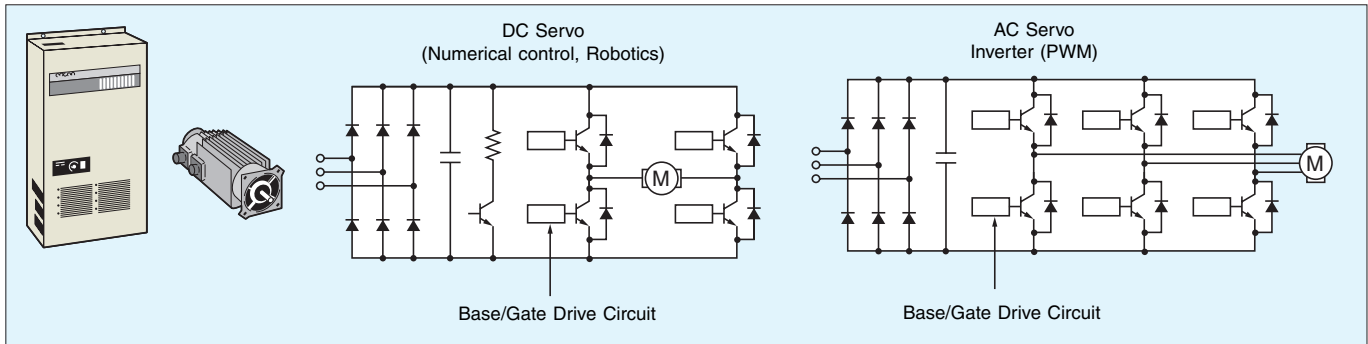 DC Servo
(Numerical control, Robotics)
AC Servo
Inverter (PWM)
M
M
Base/Gate Drive Circuit
Base/Gate Drive Circuit